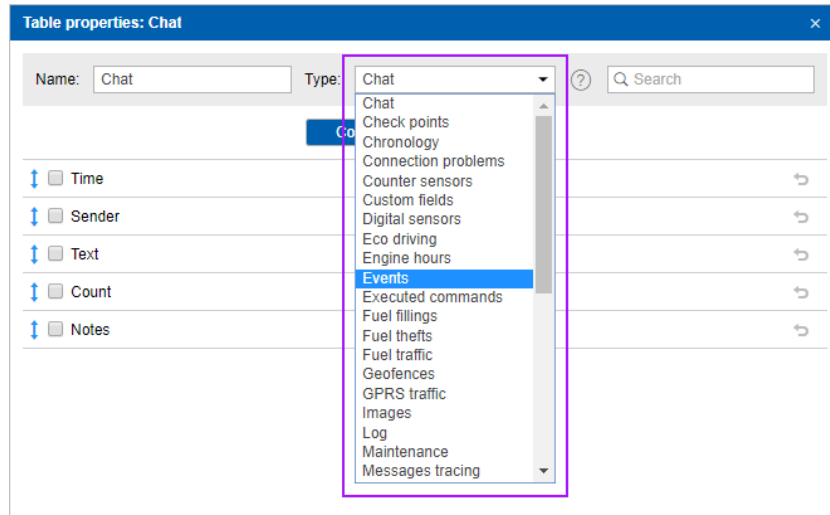 Table properties: Chat
Name: Chat Type: Chat Search
Chat
Check points
Chronology
Connection problems
Counter sensors
Custom fields
Digital sensors
Eco driving
Engine hours
Events
Executed commands
Fuel fillings
Fuel thefts
Fuel traffic
Geofences
GPRS traffic
Images
Log
Maintenance
Messages tracing
Time
Sender
Text
Count
Notes